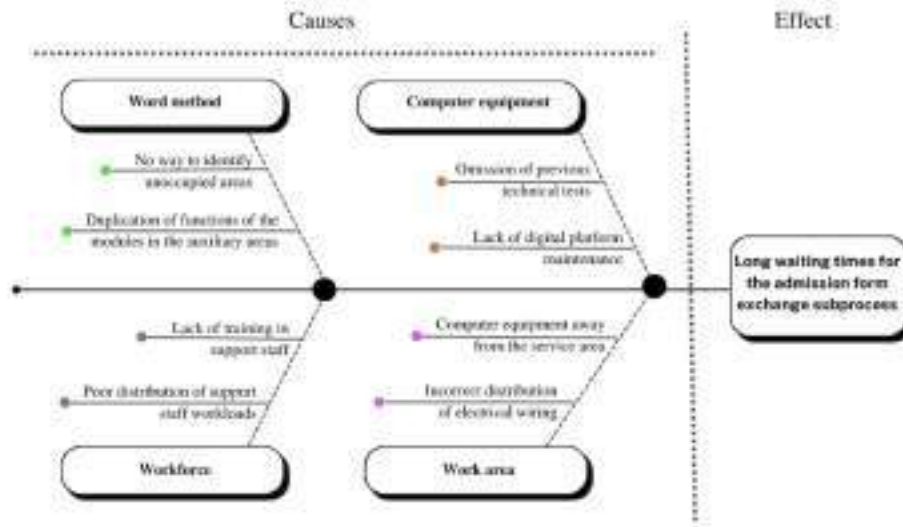 Causes
Effect
Word method
Computer equipment
No way to identify
unoccupied areas
Duplication of functions of the
modules in the auxiliary areas
Omission of previous
technical tests
Lack of digital platform
maintenance
Long waiting times for
the admission form
exchange subprocess
Lack of training in
support staff
Poor distribution of support
staff workloads
Computer equipment away
from the service area
Incorrect distribution
of electrical wiring
Workforce
Work area